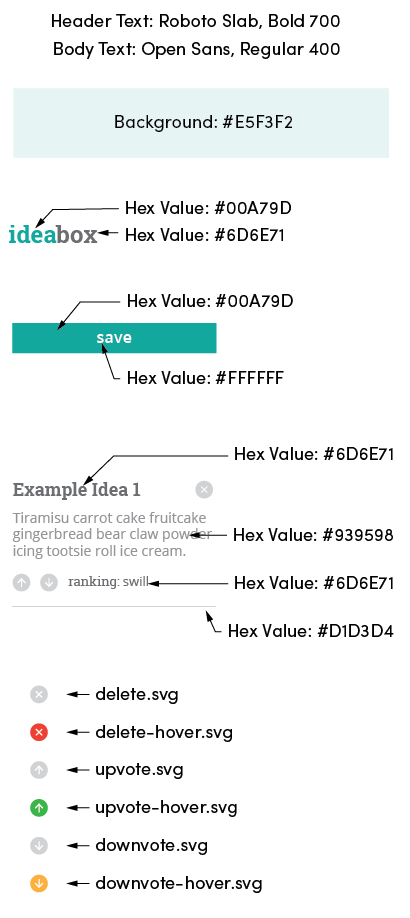 Header Text: Roboto Slab, Bold 700
Body Text: Open Sans, Regular 400
Background: #E5F3F2
Hex Value: #00A79D
ideabox
Hex Value: #6D6E71
Hex Value: #00A79D
save
Hex Value: #FFFFFF
Hex Value: #6D6E71
Example Idea 1
Tiramisu carrot cake fruitcake
gingerbread bear claw powder
Hex Value: #939598
icing tootsie roll ice cream.
ranking: swill
Hex Value: #6D6E71
Hex Value: #D1D3D4
delete.svg
delete-hover.svg
upvote.svg
upvote-hover.svg
downvote.svg
downvote-hover.svg